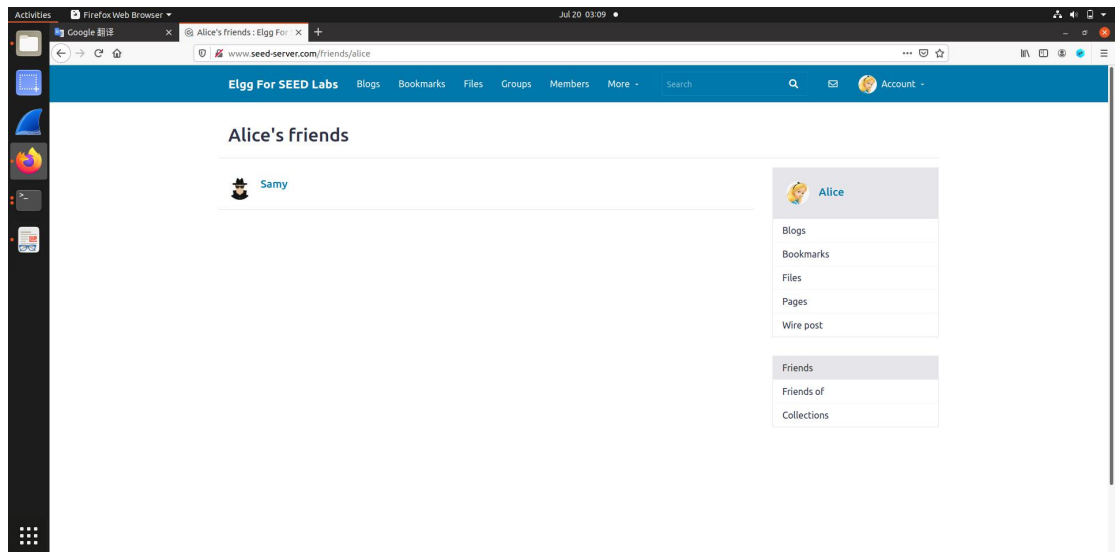 Activities Firefox Web Browser Jul 20 03:09
Google 翻译 Alice's friends : Elgg For
www.seed-server.com/friends/alice
Elgg For SEED Labs Blogs Bookmarks Files Groups Members More Search Account
Alice's friends
Samy
Alice
Blogs
Bookmarks
Files
Pages
Wire post
Friends
Friends of
Collections